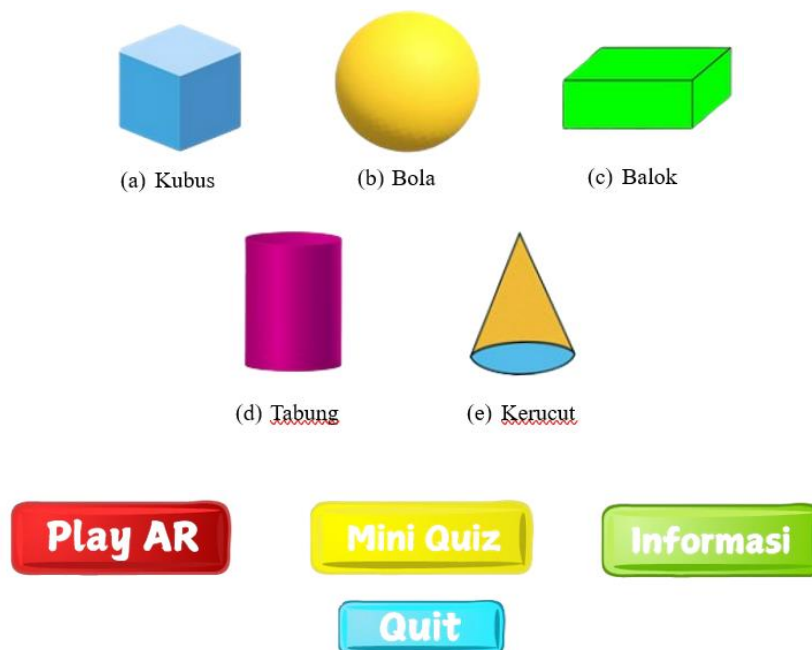 (a) Kubus
(b) Bola
(c) Balok
(d) Tabung
(e) Kerucut
Play AR
Mini Quiz
Informasi
Quit